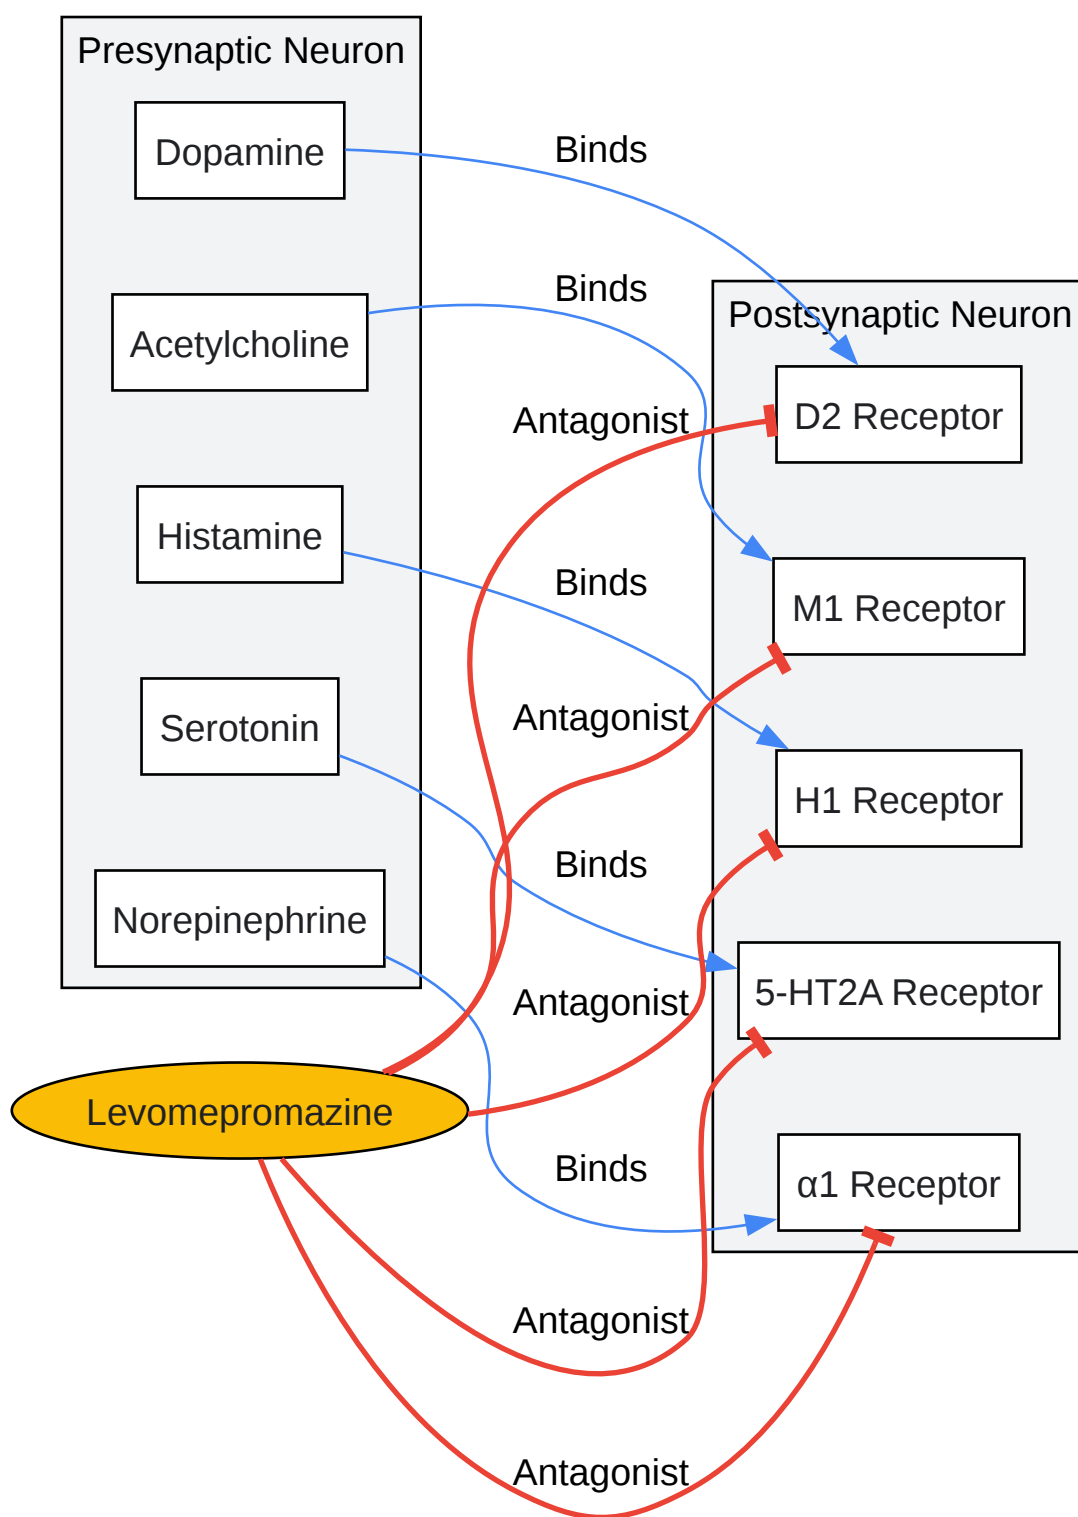 Presynaptic Neuron
Dopamine
Acetylcholine
Histamine
Serotonin
Norepinephrine
Levomepromazine
Binds
Binds
Antagonist
Binds
Antagonist
Binds
Antagonist
Binds
Antagonist
Antagonist
Postsynaptic Neuron
D2 Receptor
M1 Receptor
H1 Receptor
5-HT2A Receptor
α1 Receptor